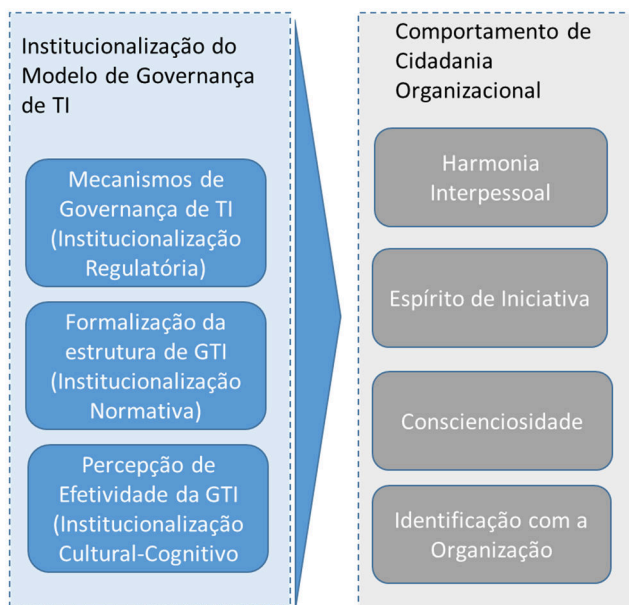 Institucionalização do
Modelo de Governança
de TI
Mecanismos de
Governança de TI
(Institucionalização
Regulatória)
Formalização da
estrutura de GTI
(Institucionalização
Normativa)
Percepção de
Efetividade da GTI
(Institucionalização
Cultural-Cognitivo
Comportamento de
Cidadania
Organizacional
Harmonia
Interpessoal
Espírito de Iniciativa
Conscienciosidade
Identificação com a
Organização